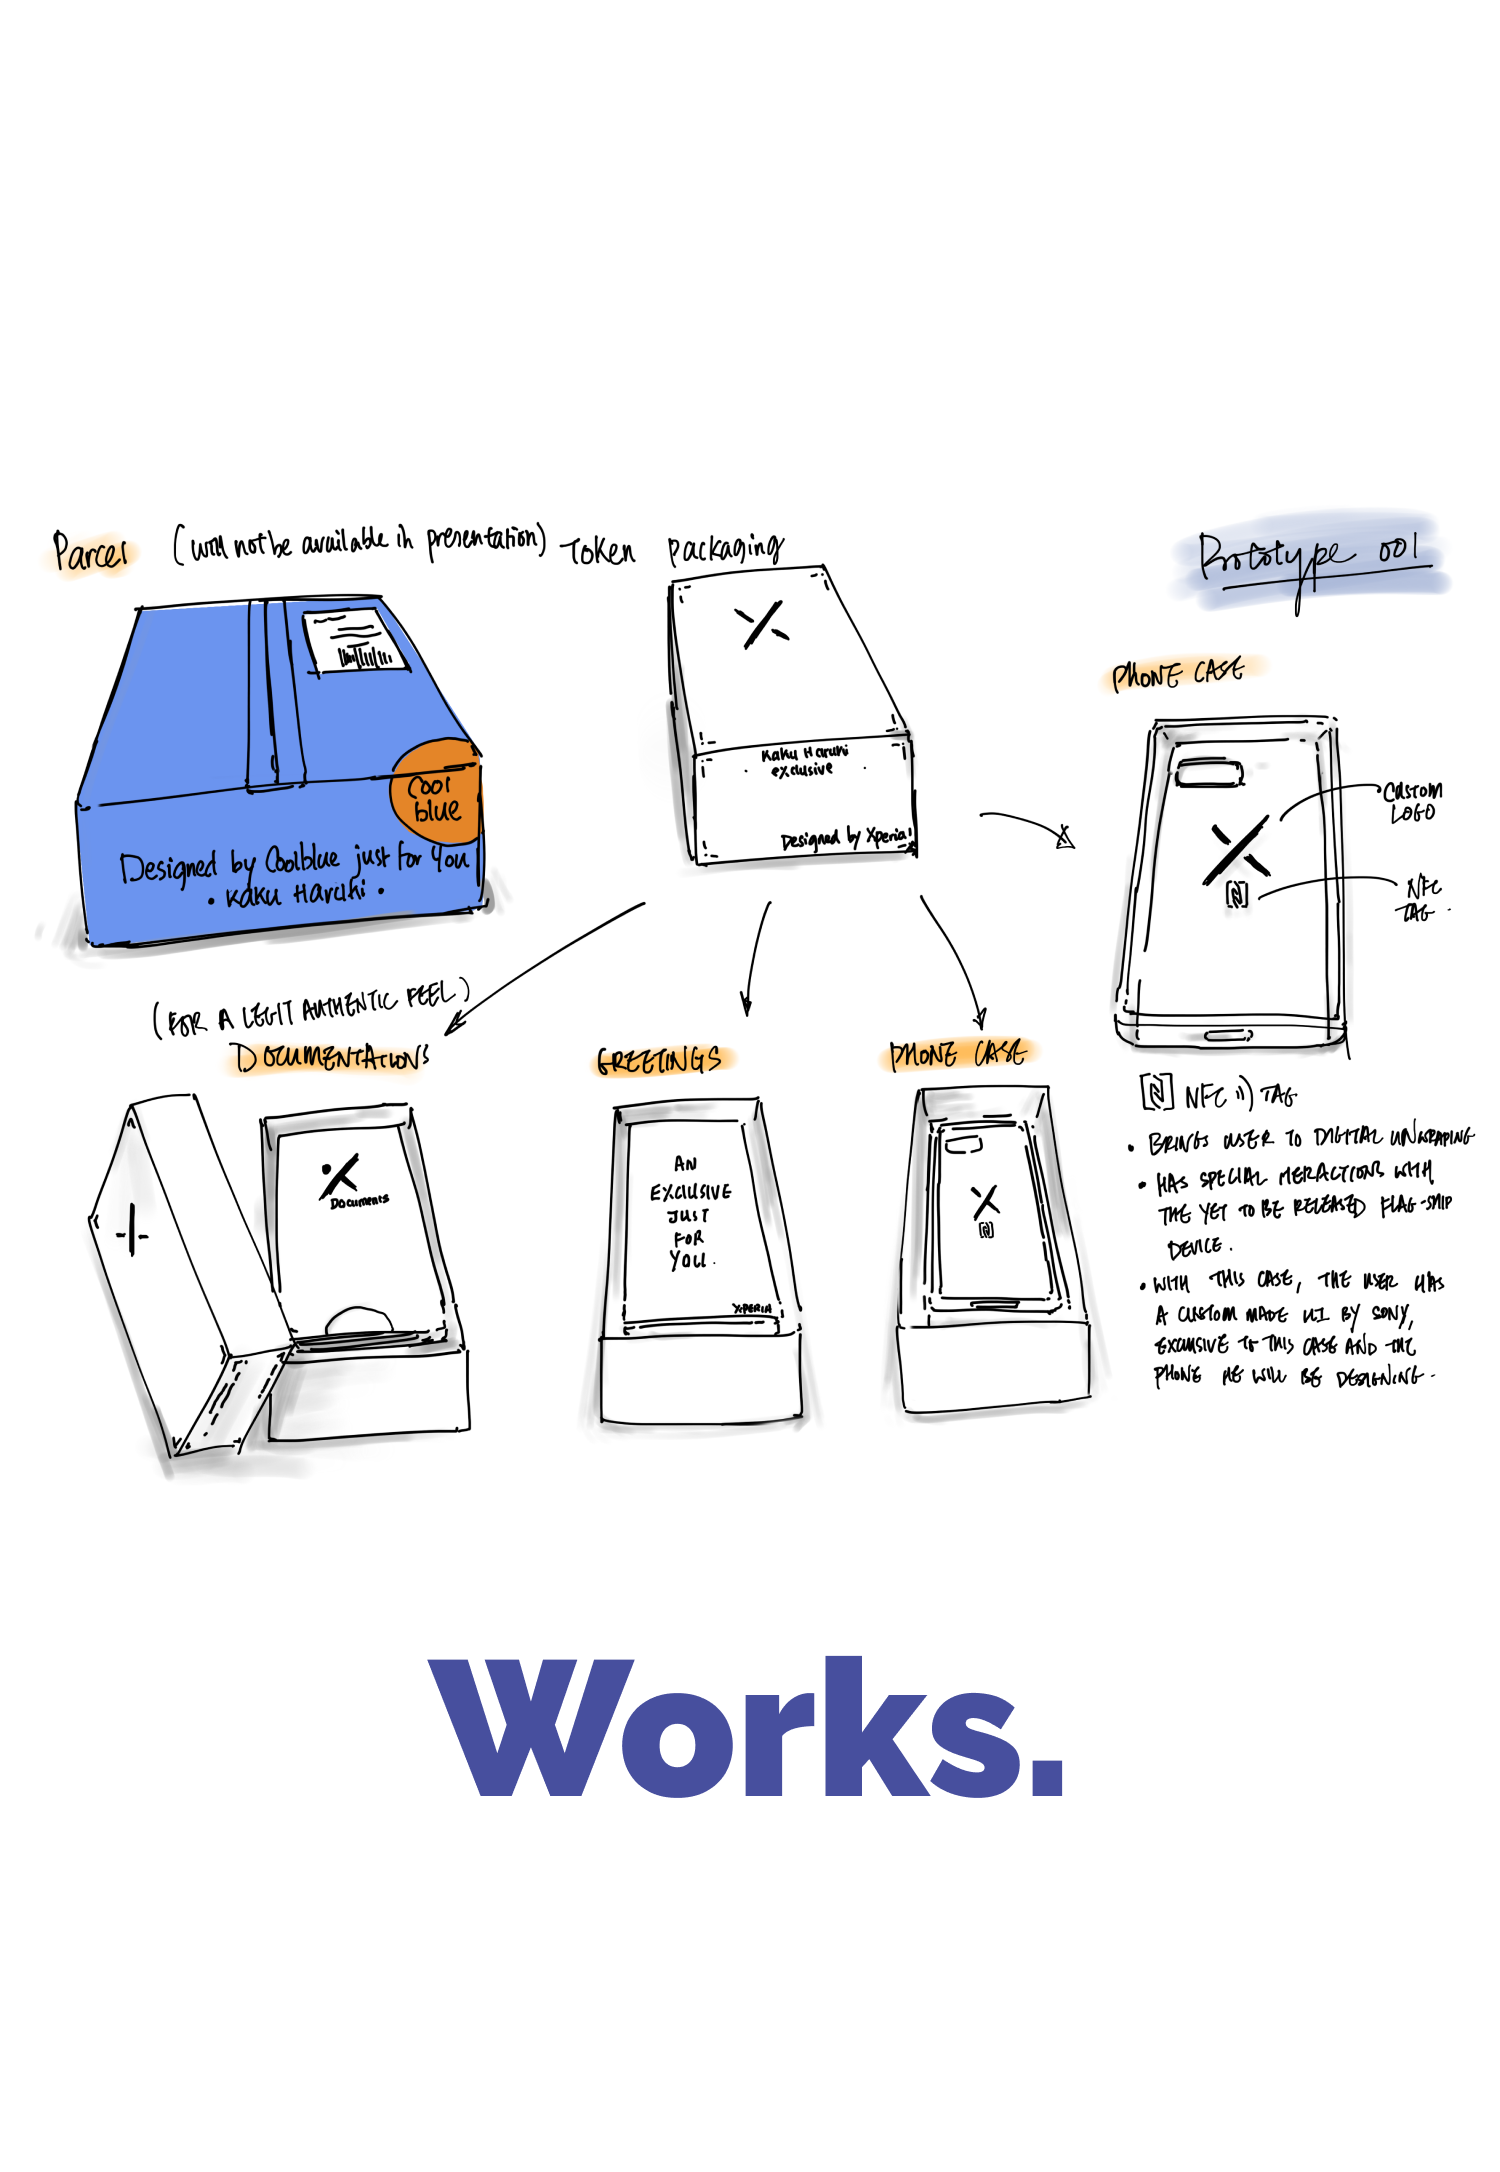 Parcel (will not be available in presentation)
Token packaging
Prototype 001
Cool
blue
Designed by Coolblue just for You
• Kaku Haruki •
Kaku Haruki
exclusive
Designed by Xperia
PHONE CASE
CUSTOM
LOGO
NFC
TAG
(FOR A LEGIT AUTHENTIC FEEL)
DOCUMENTATIONS
Documents
GREETINGS
AN
EXCLUSIVE
JUST
FOR
YOU.
XPERIA
PHONE CASE
NFC TAG
• BRINGS USER TO DIGITAL UNWRAPING
• HAS SPECIAL INERACTIONS WITH
THE YET TO BE RELEASED FLAG-SHIP
DEVICE.
• WITH THIS CASE, THE USER HAS
A CUSTOM MADE UI BY SONY,
EXCLUSIVE TO THIS CASE AND THE
PHONE HE WILL BE DESIGNING.
Works.